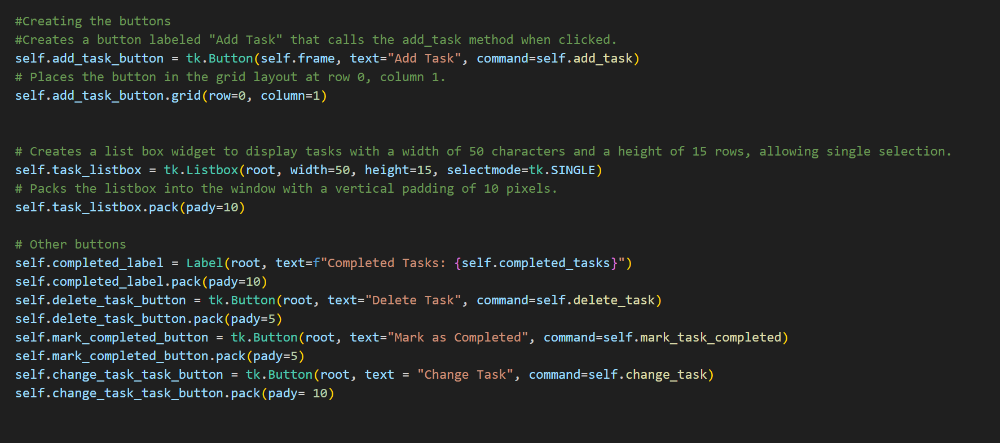 #Creating the buttons
#Creates a button labeled "Add Task" that calls the add_task method when clicked.
self.add_task_button = tk.Button(self.frame, text="Add Task", command=self.add_task)
# Places the button in the grid layout at row 0, column 1.
self.add_task_button.grid(row=0, column=1)
# Creates a list box widget to display tasks with a width of 50 characters and a height of 15 rows, allowing single selection.
self.task_listbox = tk.Listbox(root, width=50, height=15, selectmode=tk.SINGLE)
# Packs the listbox into the window with a vertical padding of 10 pixels.
self.task_listbox.pack(pady=10)
# Other buttons
self.completed_label = Label(root, text=f"Completed Tasks: {self.completed_tasks}")
self.completed_label.pack(pady=10)
self.delete_task_button = tk.Button(root, text="Delete Task", command=self.delete_task)
self.delete_task_button.pack(pady=5)
self.mark_completed_button = tk.Button(root, text="Mark as Completed", command=self.mark_task_completed)
self.mark_completed_button.pack(pady=5)
self.change_task_task_button = tk.Button(root, text = "Change Task", command=self.change_task)
self.change_task_task_button.pack(pady= 10)